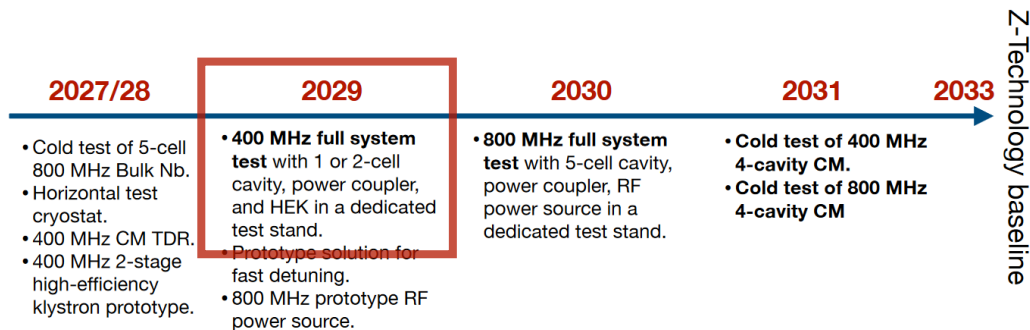 2027/28
• Cold test of 5-cell
800 MHz Bulk Nb.
• Horizontal test
cryostat.
• 400 MHz CM TDR.
• 400 MHz 2-stage
high-efficiency
klystron prototype.
2029
• 400 MHz full system
test with 1 or 2-cell
cavity, power coupler,
and HEK in a dedicated
test stand.
• Prototype solution for
fast detuning.
• 800 MHz prototype RF
power source.
2030
• 800 MHz full system
test with 5-cell cavity,
power coupler, RF
power source in a
dedicated test stand.
2031
• Cold test of 400 MHz
4-cavity CM.
• Cold test of 800 MHz
4-cavity CM
2033
Z-Technology baseline